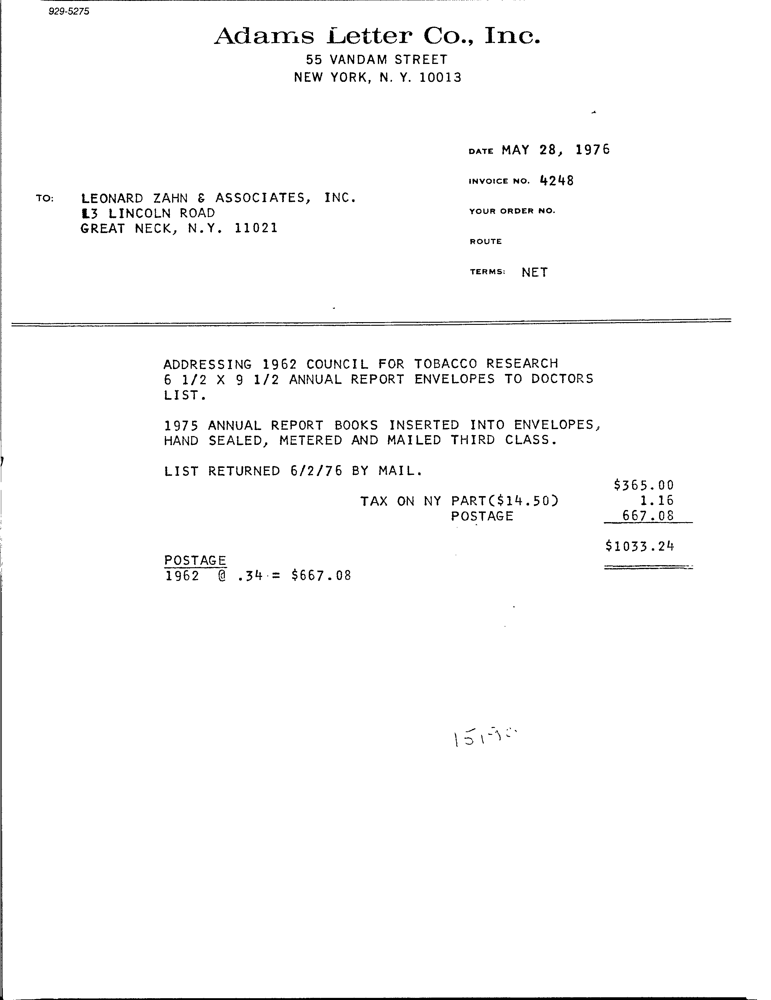 929-5275
Adams Letter Co., Inc.
55 VANDAM STREET
NEW YORK, N. Y. 10013
DATE MAY 28, 1976
INVOICE NO. 4248
TO: LEONARD ZAHN & ASSOCIATES, INC.
13 LINCOLN ROAD
YOUR ORDER NO.
GREAT NECK, N.Y. 11021
ROUTE
TERMS: NET
ADDRESSING 1962 COUNCIL FOR TOBACCO RESEARCH
6 1/2 X 9 1/2 ANNUAL REPORT ENVELOPES TO DOCTORS
LIST.
1975 ANNUAL REPORT BOOKS INSERTED INTO ENVELOPES,
HAND SEALED, METERED AND MAILED THIRD CLASS.
LIST RETURNED 6/2/76 BY MAIL.
$365.00
TAX ON NY PART($14.50) 1.16
POSTAGE 667.08
$1033.24
POSTAGE
1962 @ .34 = $667.08